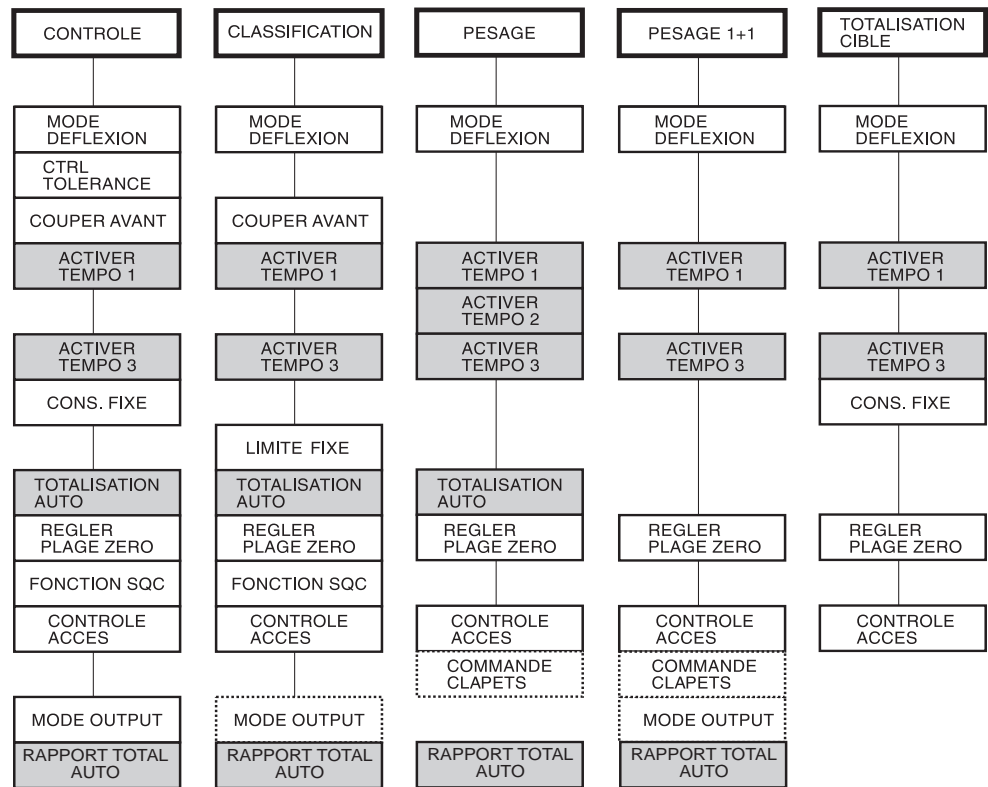 CONTROLE
MODE
DEFLEXION
CTRL
TOLERANCE
COUPER AVANT
ACTIVER
TEMPO 1
ACTIVER
TEMPO 3
CONS. FIXE
TOTALISATION
AUTO
REGLER
PLAGE ZERO
FONCTION SQC
CONTROLE
ACCES
MODE OUTPUT
RAPPORT TOTAL
AUTO
CLASSIFICATION
MODE
DEFLEXION
COUPER AVANT
ACTIVER
TEMPO 1
ACTIVER
TEMPO 3
LIMITE FIXE
TOTALISATION
AUTO
REGLER
PLAGE ZERO
FONCTION SQC
CONTROLE
ACCES
MODE OUTPUT
RAPPORT TOTAL
AUTO
PESAGE
MODE
DEFLEXION
ACTIVER
TEMPO 1
ACTIVER
TEMPO 2
ACTIVER
TEMPO 3
TOTALISATION
AUTO
REGLER
PLAGE ZERO
CONTROLE
ACCES
COMMANDE
CLAPETS
RAPPORT TOTAL
AUTO
PESAGE 1+1
MODE
DEFLEXION
ACTIVER
TEMPO 1
ACTIVER
TEMPO 3
REGLER
PLAGE ZERO
CONTROLE
ACCES
COMMANDE
CLAPETS
MODE OUTPUT
RAPPORT TOTAL
AUTO
TOTALISATION
CIBLE
MODE
DEFLEXION
ACTIVER
TEMPO 1
ACTIVER
TEMPO 3
CONS. FIXE
REGLER
PLAGE ZERO
CONTROLE
ACCES